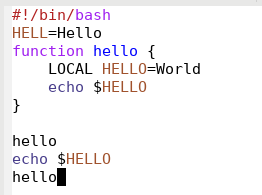 #!/bin/bash
HELL=Hello
function hello {
    LOCAL HELLO=World
    echo $HELLO
}

hello
echo $HELLO
hello